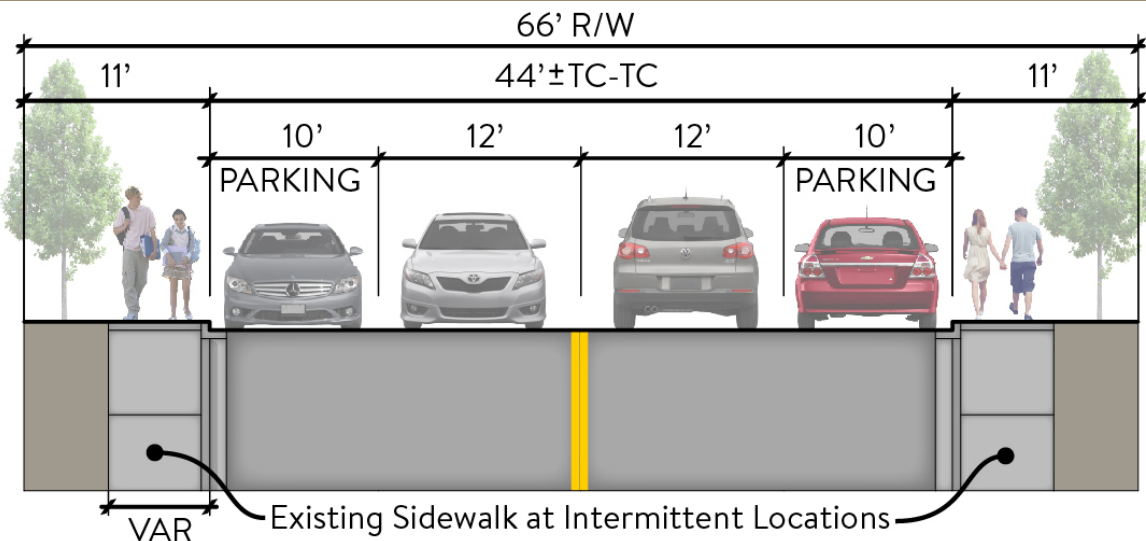 66’ R/W
11’
44’±TC-TC
11’
10’
12’
12’
10’
PARKING
PARKING
Existing Sidewalk at Intermittent Locations
VAR